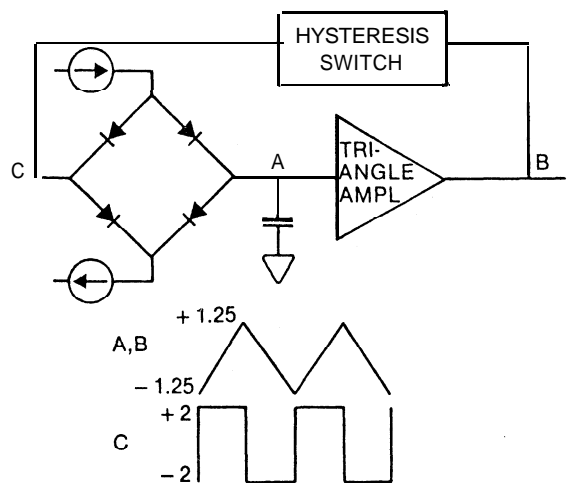 HYSTERESIS
SWITCH
C
A
TRI-
ANGLE
AMPL
B
+ 1.25
A,B
− 1.25
+ 2
C
− 2